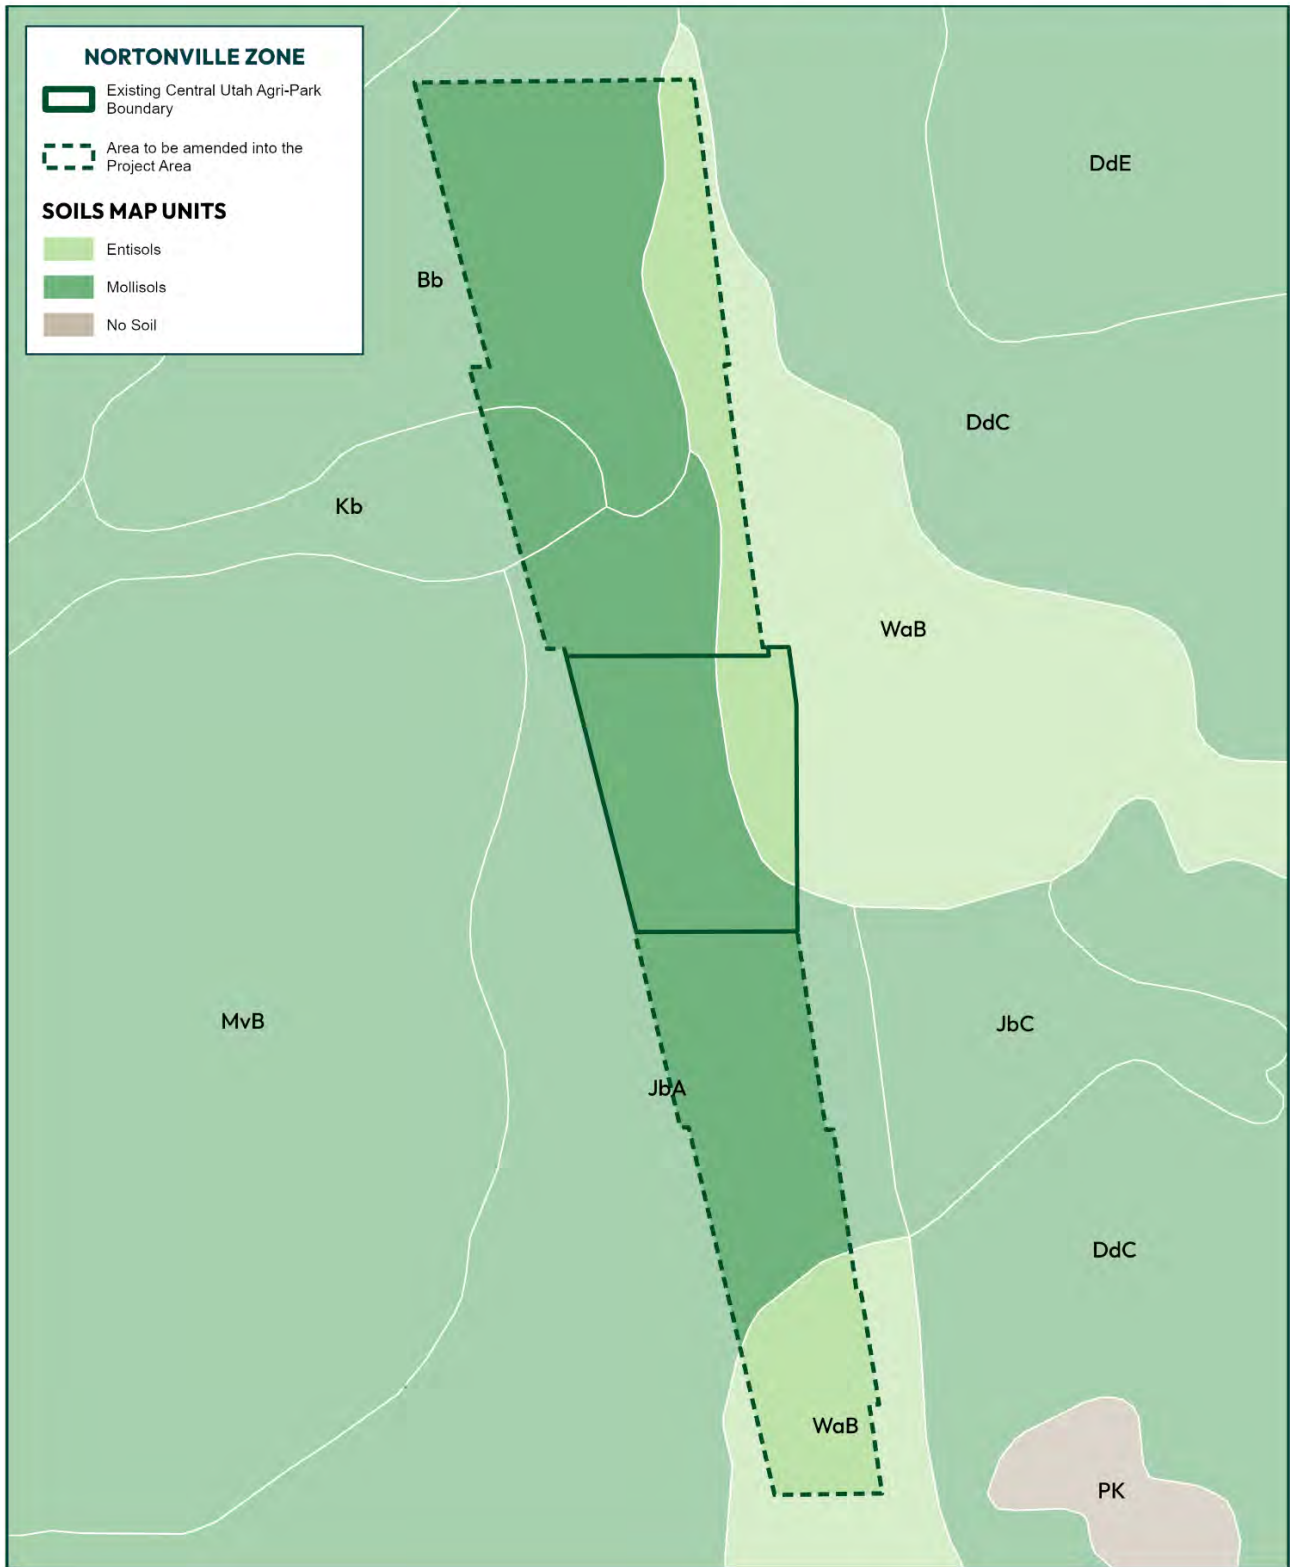 NORTONVILLE ZONE
Existing Central Utah Agri-Park
Boundary
Area to be amended into the
Project Area
SOILS MAP UNITS
Entisols
Mollisols
No Soil
DdE
Bb
DdC
Kb
WaB
MvB
JbC
JbA
DdC
WaB
PK